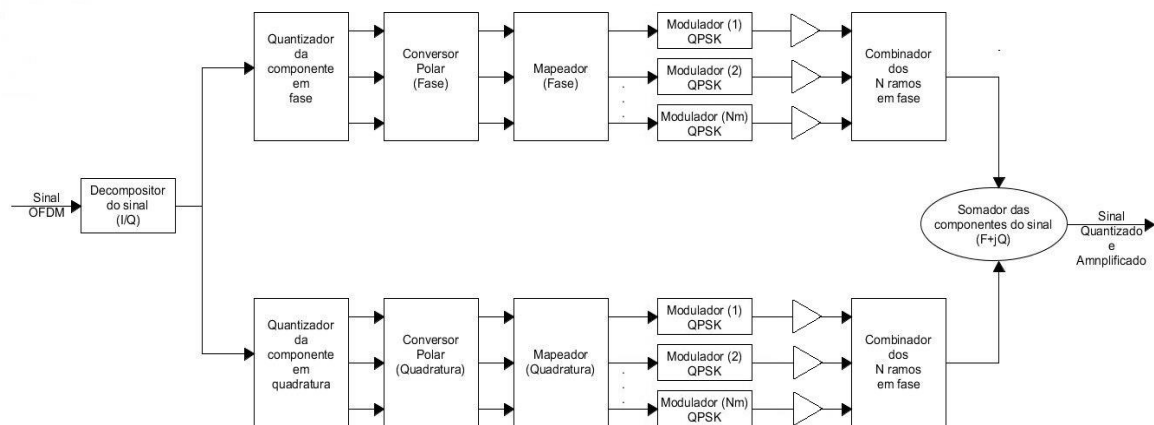 Sinal
OFDM
Decompositor
do sinal
(I/Q)
Quantizador
da
componente
em
fase
Conversor
Polar
(Fase)
Mapeador
(Fase)
Modulador (1)
QPSK
Modulador (2)
QPSK
Modulador (Nm)
QPSK
Combinador
dos
N ramos
em fase
Somador das
componentes do sinal
(F+jQ)
Sinal
Quantizado
e
Amnplificado
Quantizador
da
componente
em
quadratura
Conversor
Polar
(Quadratura)
Mapeador
(Quadratura)
Modulador (1)
QPSK
Modulador (2)
QPSK
Modulador (Nm)
QPSK
Combinador
dos
N ramos
em fase